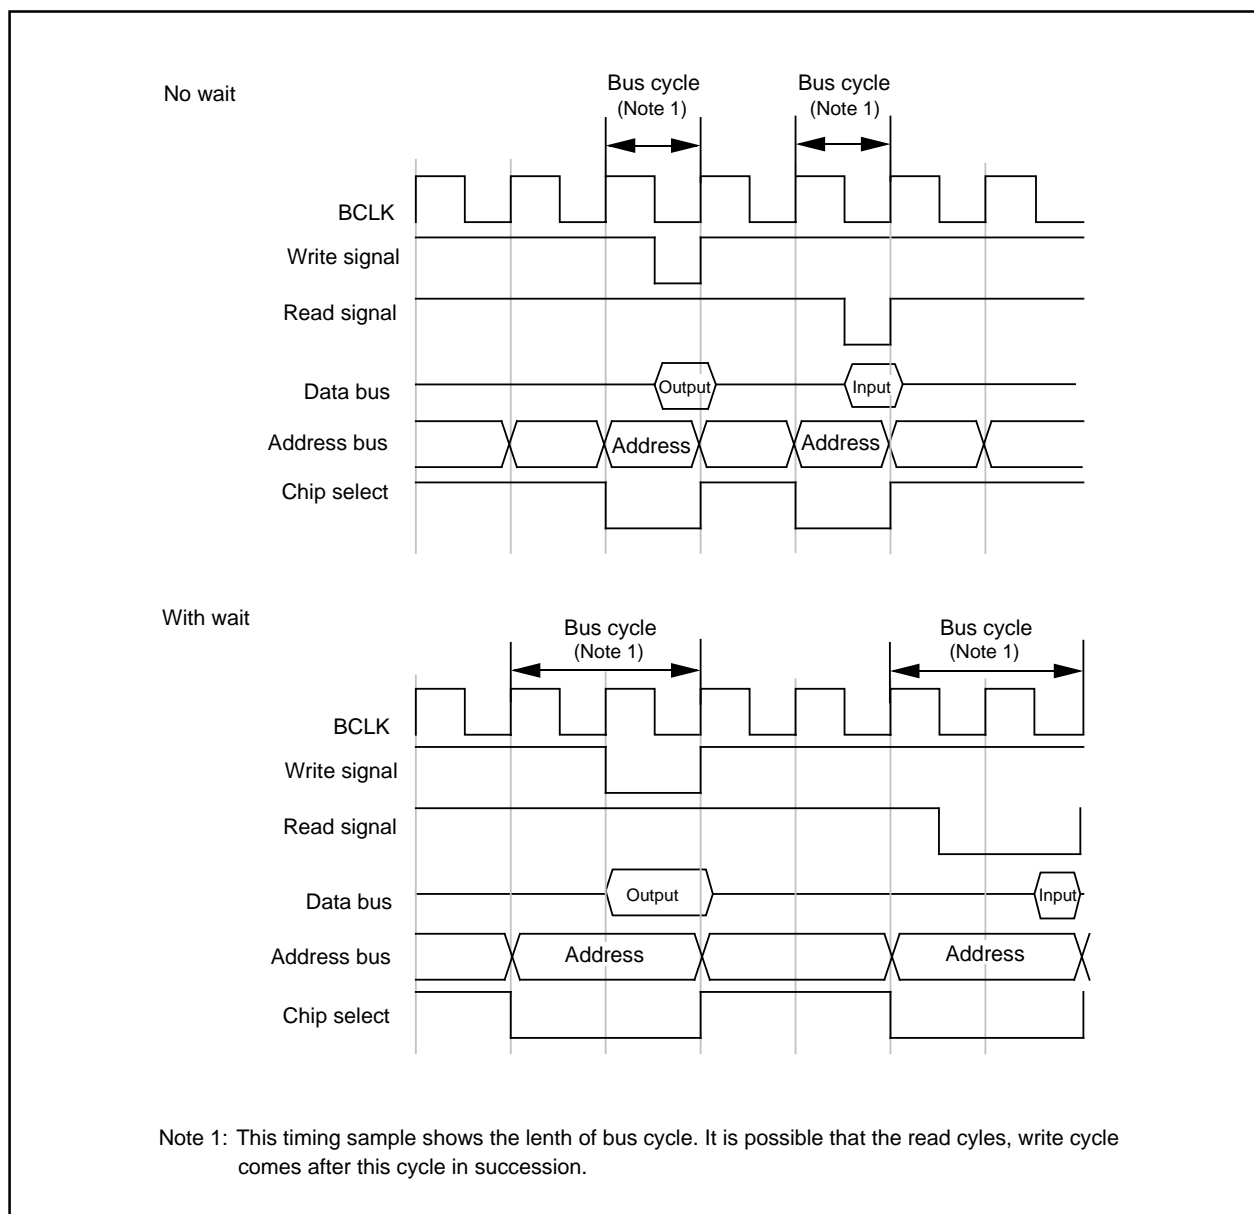 No wait
Bus cycle
(Note 1)
Bus cycle
(Note 1)
BCLK
Write signal
Read signal
Data bus
Output
Input
Address bus
Address
Address
Chip select
With wait
Bus cycle
(Note 1)
Bus cycle
(Note 1)
BCLK
Write signal
Read signal
Data bus
Output
Input
Address bus
Address
Address
Chip select
Note 1: This timing sample shows the lenth of bus cycle. It is possible that the read cyles, write cycle
comes after this cycle in succession.